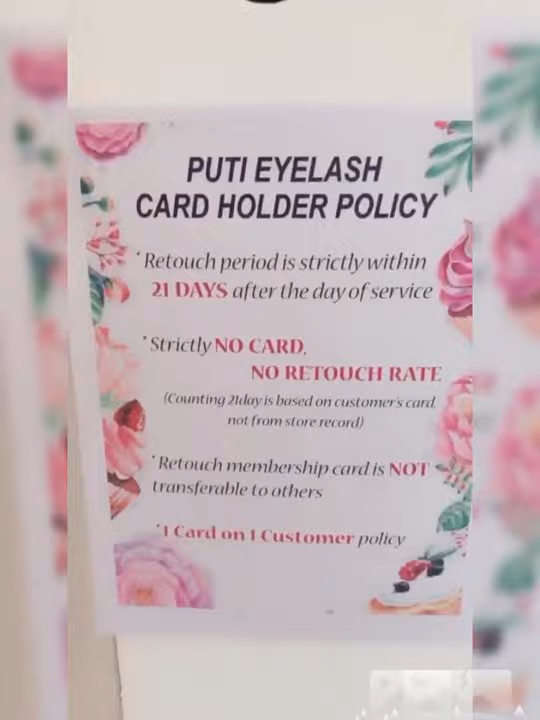 PUTI EYELASH
CARD HOLDER POLICY
*Retouch period is strictly within
21 DAYS after the day of service
*Strictly NO CARD,
NO RETOUCH RATE
(Counting 21day is based on customer's card,
not from store record)
*Retouch membership card is NOT
transferable to others
*1 Card on 1 Customer policy